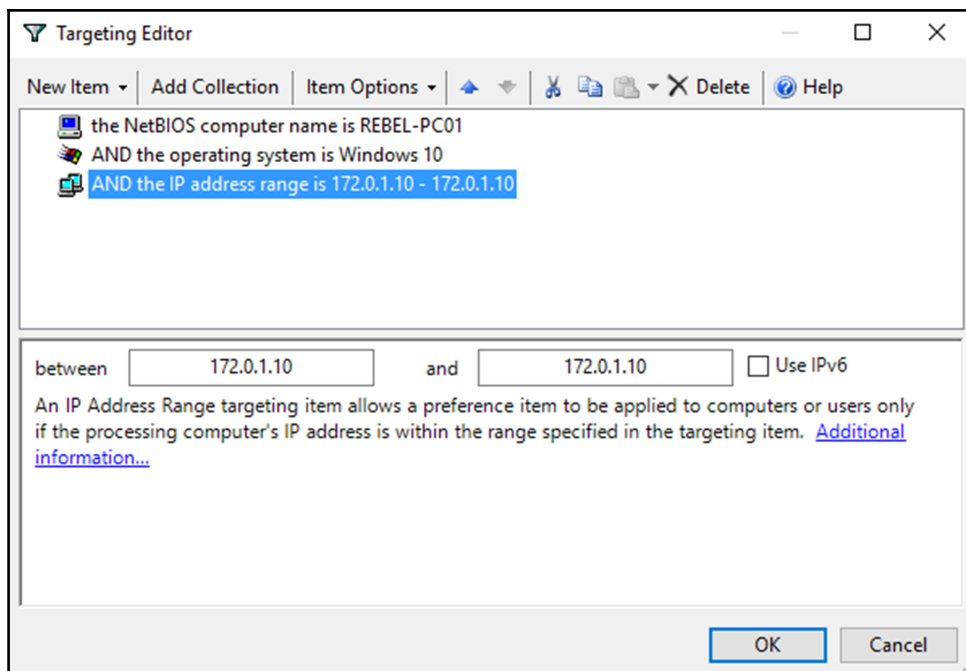 Targeting Editor
New Item Add Collection Item Options Delete Help
the NetBIOS computer name is REBEL-PC01
AND the operating system is Windows 10
AND the IP address range is 172.0.1.10 - 172.0.1.10
between 172.0.1.10 and 172.0.1.10 Use IPv6
An IP Address Range targeting item allows a preference item to be applied to computers or users only
if the processing computer's IP address is within the range specified in the targeting item. Additional
information...
OK Cancel